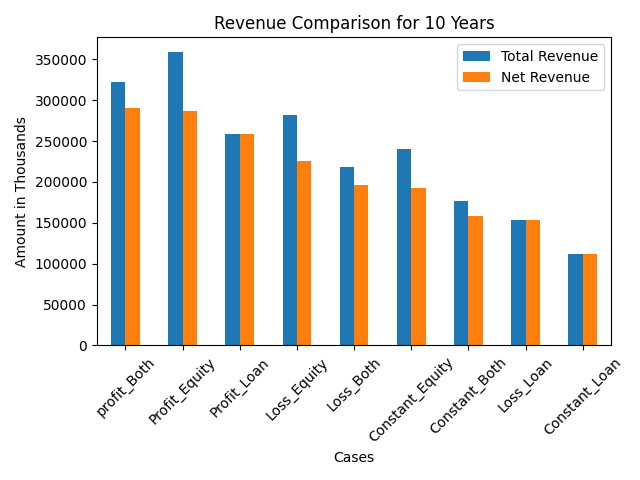 Revenue Comparison for 10 Years
Total Revenue
Net Revenue
Amount in Thousands
350000
300000
250000
200000
150000
100000
50000
0
profit_Both
Profit_Equity
Profit_Loan
Loss_Equity
Loss_Both
Constant_Equity
Constant_Both
Loss_Loan
Constant_Loan
Cases